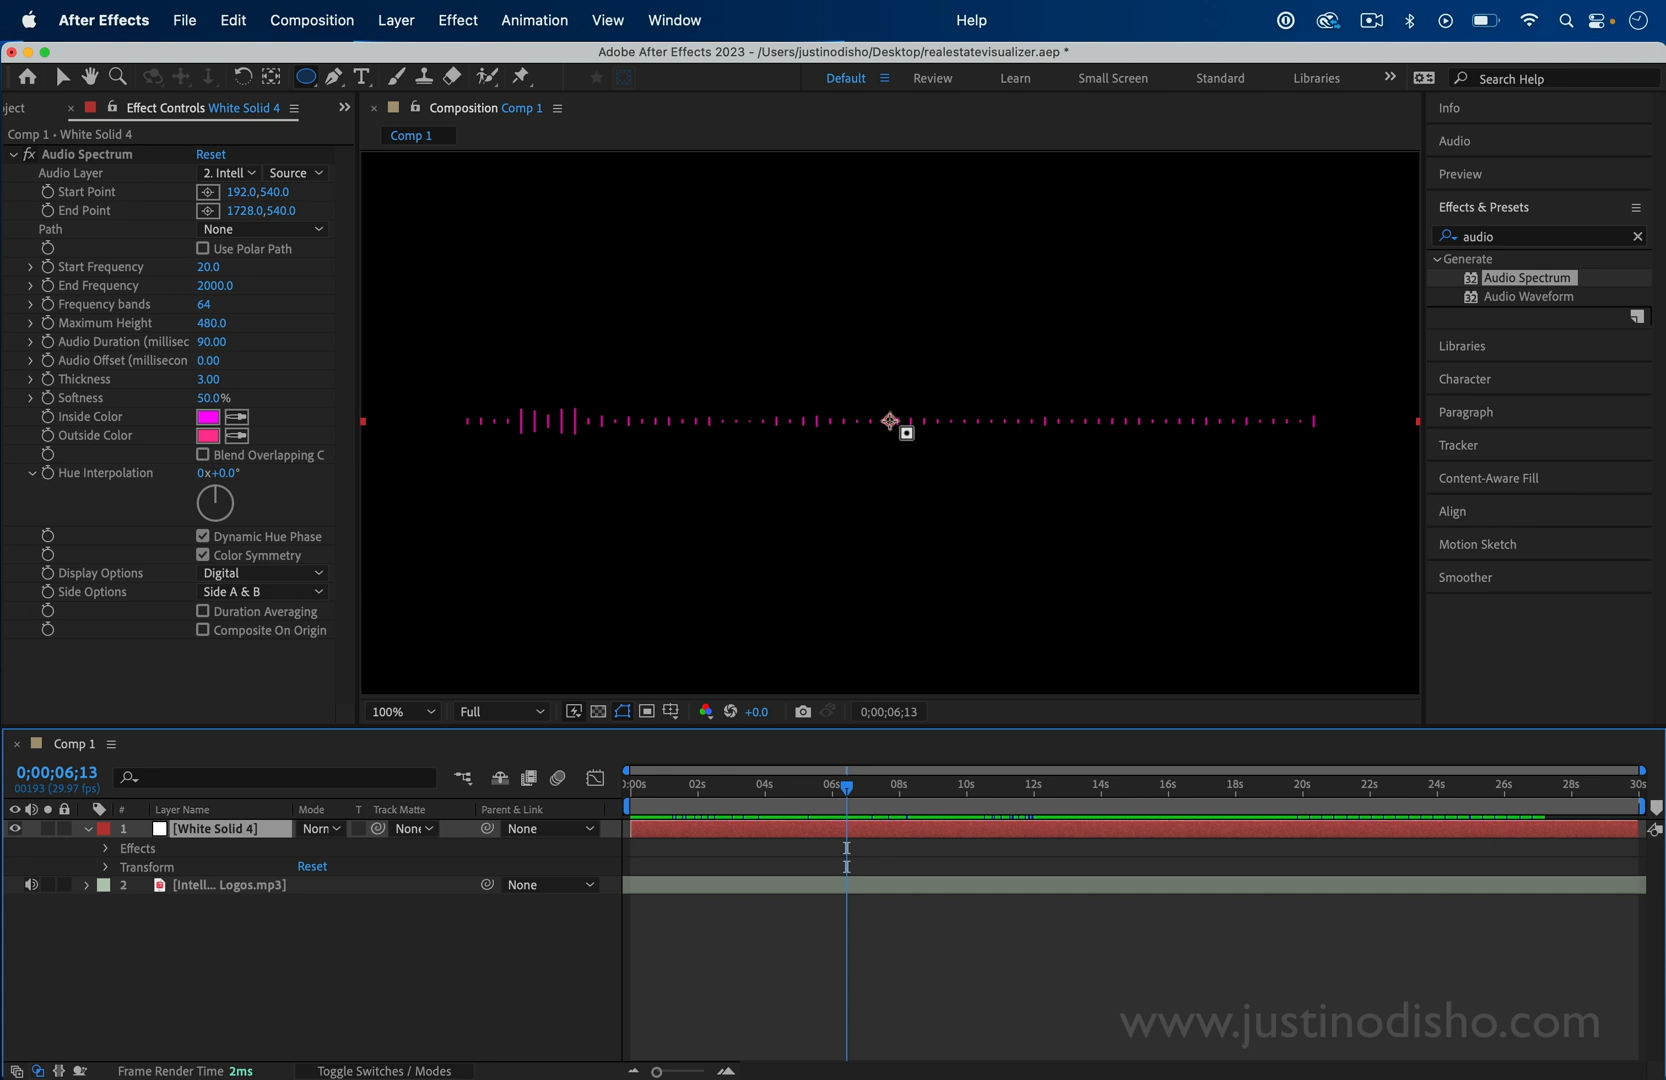 After Effects File Edit Composition Layer Effect Animation View Window Help
Adobe After Effects 2023 - /Users/justinodisho/Desktop/realestatevisualizer.aep *
Default Review Learn Small Screen Standard Libraries Search Help
oject Effect Controls White Solid 4
Composition Comp 1
Comp 1
Comp 1 • White Solid 4
fx Audio Spectrum Reset
Audio Layer 2. Intell Source
Start Point 192.0,540.0
End Point 1728.0,540.0
Path None
Use Polar Path
Start Frequency 20.0
End Frequency 2000.0
Frequency bands 64
Maximum Height 480.0
Audio Duration (millisec 90.00
Audio Offset (millisecon 0.00
Thickness 3.00
Softness 50.0%
Inside Color
Outside Color
Blend Overlapping C
Hue Interpolation 0x+0.0°
Dynamic Hue Phase
Color Symmetry
Display Options Digital
Side Options Side A & B
Duration Averaging
Composite On Origin
Info
Audio
Preview
Effects & Presets
audio
Generate
32 Audio Spectrum
32 Audio Waveform
Libraries
Character
Paragraph
Tracker
Content-Aware Fill
Align
Motion Sketch
Smoother
100% Full +0.0 0;00;06;13
Comp 1
0;00;06;13
00193 (29.97 fps)
:00s 02s 04s 06s 08s 10s 12s 14s 16s 18s 20s 22s 24s 26s 28s 30s
# Layer Name Mode T Track Matte Parent & Link
1 [White Solid 4] Norn None None
Effects
Transform Reset
2 [Intell... Logos.mp3] None
www.justinodisho.com
Frame Render Time 2ms Toggle Switches / Modes